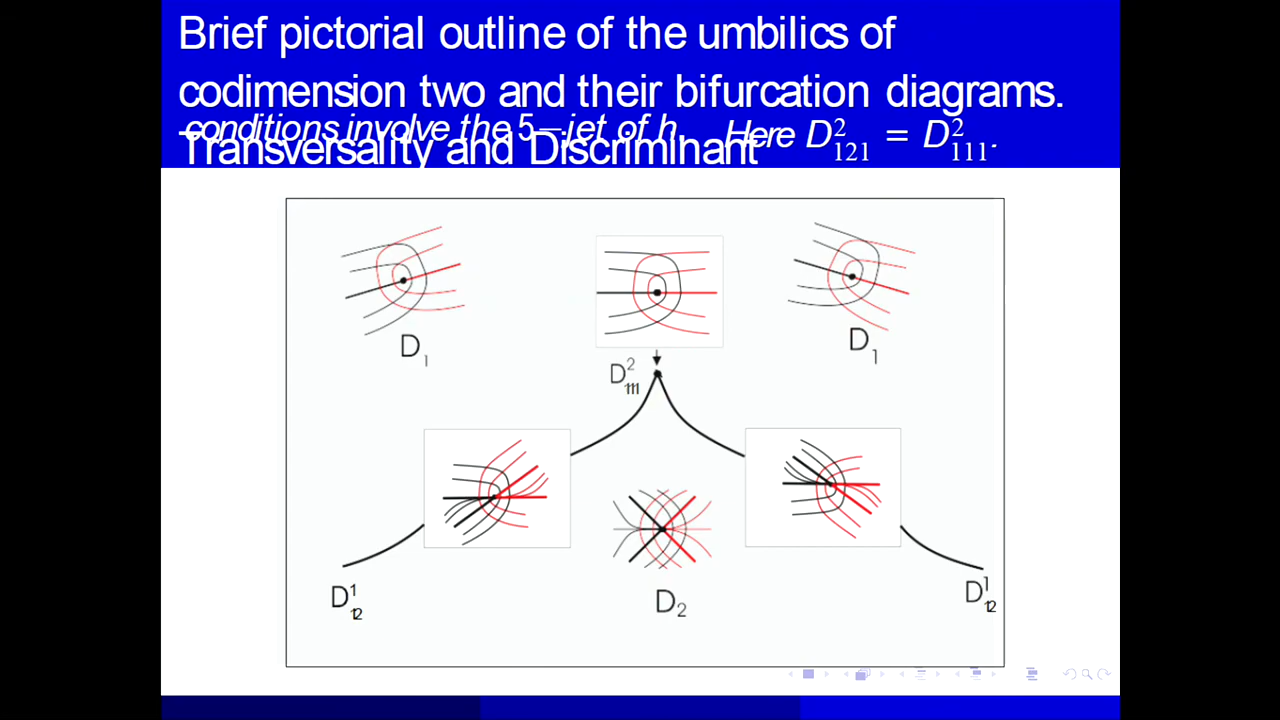 Brief pictorial outline of the umbilics of
codimension two and their bifurcation diagrams.
conditions involve the 5−jet of h. Here D²₁₂₁ = D²₁₁₁.
Transversality and Discriminant
D₁
D₁
D²₁₁₁
D¹₁₂
D₂
D¹₁₂